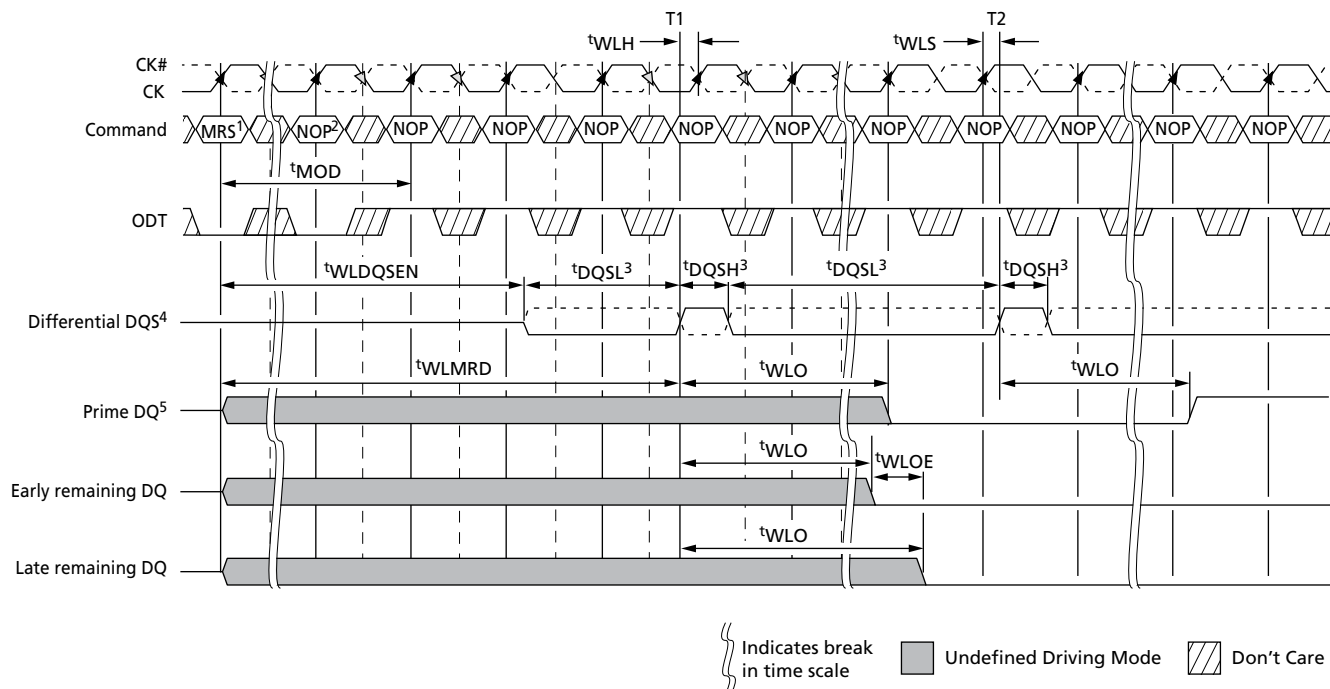 T1 T2
tWLH tWLS
CK#
CK
Command MRS1 NOP2 NOP NOP NOP NOP NOP NOP NOP NOP NOP NOP
tMOD
ODT
tWLDQSEN tDQSL3 tDQSH3 tDQSL3 tDQSH3
Differential DQS4
tWLMRD tWLO tWLO
Prime DQ5
tWLO tWLOE
Early remaining DQ
tWLO
Late remaining DQ
Indicates break
in time scale
Undefined Driving Mode
Don't Care